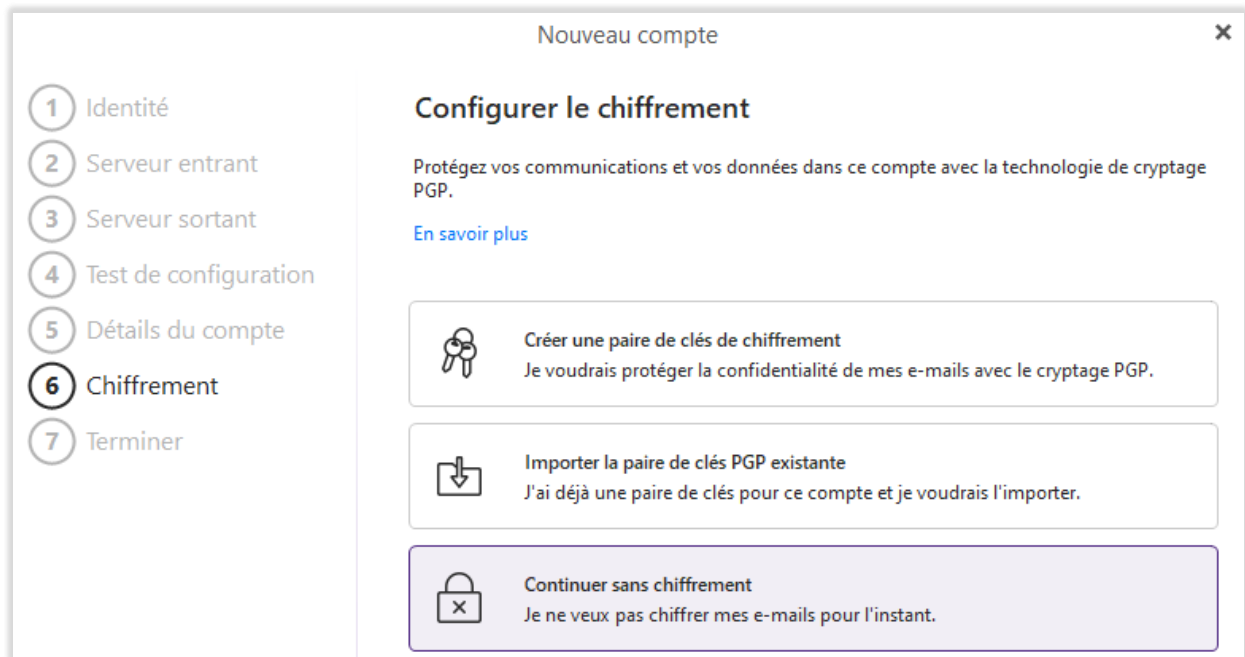 Nouveau compte
1 Identité
2 Serveur entrant
3 Serveur sortant
4 Test de configuration
5 Détails du compte
6 Chiffrement
7 Terminer
Configurer le chiffrement
Protégez vos communications et vos données dans ce compte avec la technologie de cryptage
PGP.
En savoir plus
Créer une paire de clés de chiffrement
Je voudrais protéger la confidentialité de mes e-mails avec le cryptage PGP.
Importer la paire de clés PGP existante
J'ai déjà une paire de clés pour ce compte et je voudrais l'importer.
Continuer sans chiffrement
Je ne veux pas chiffrer mes e-mails pour l'instant.